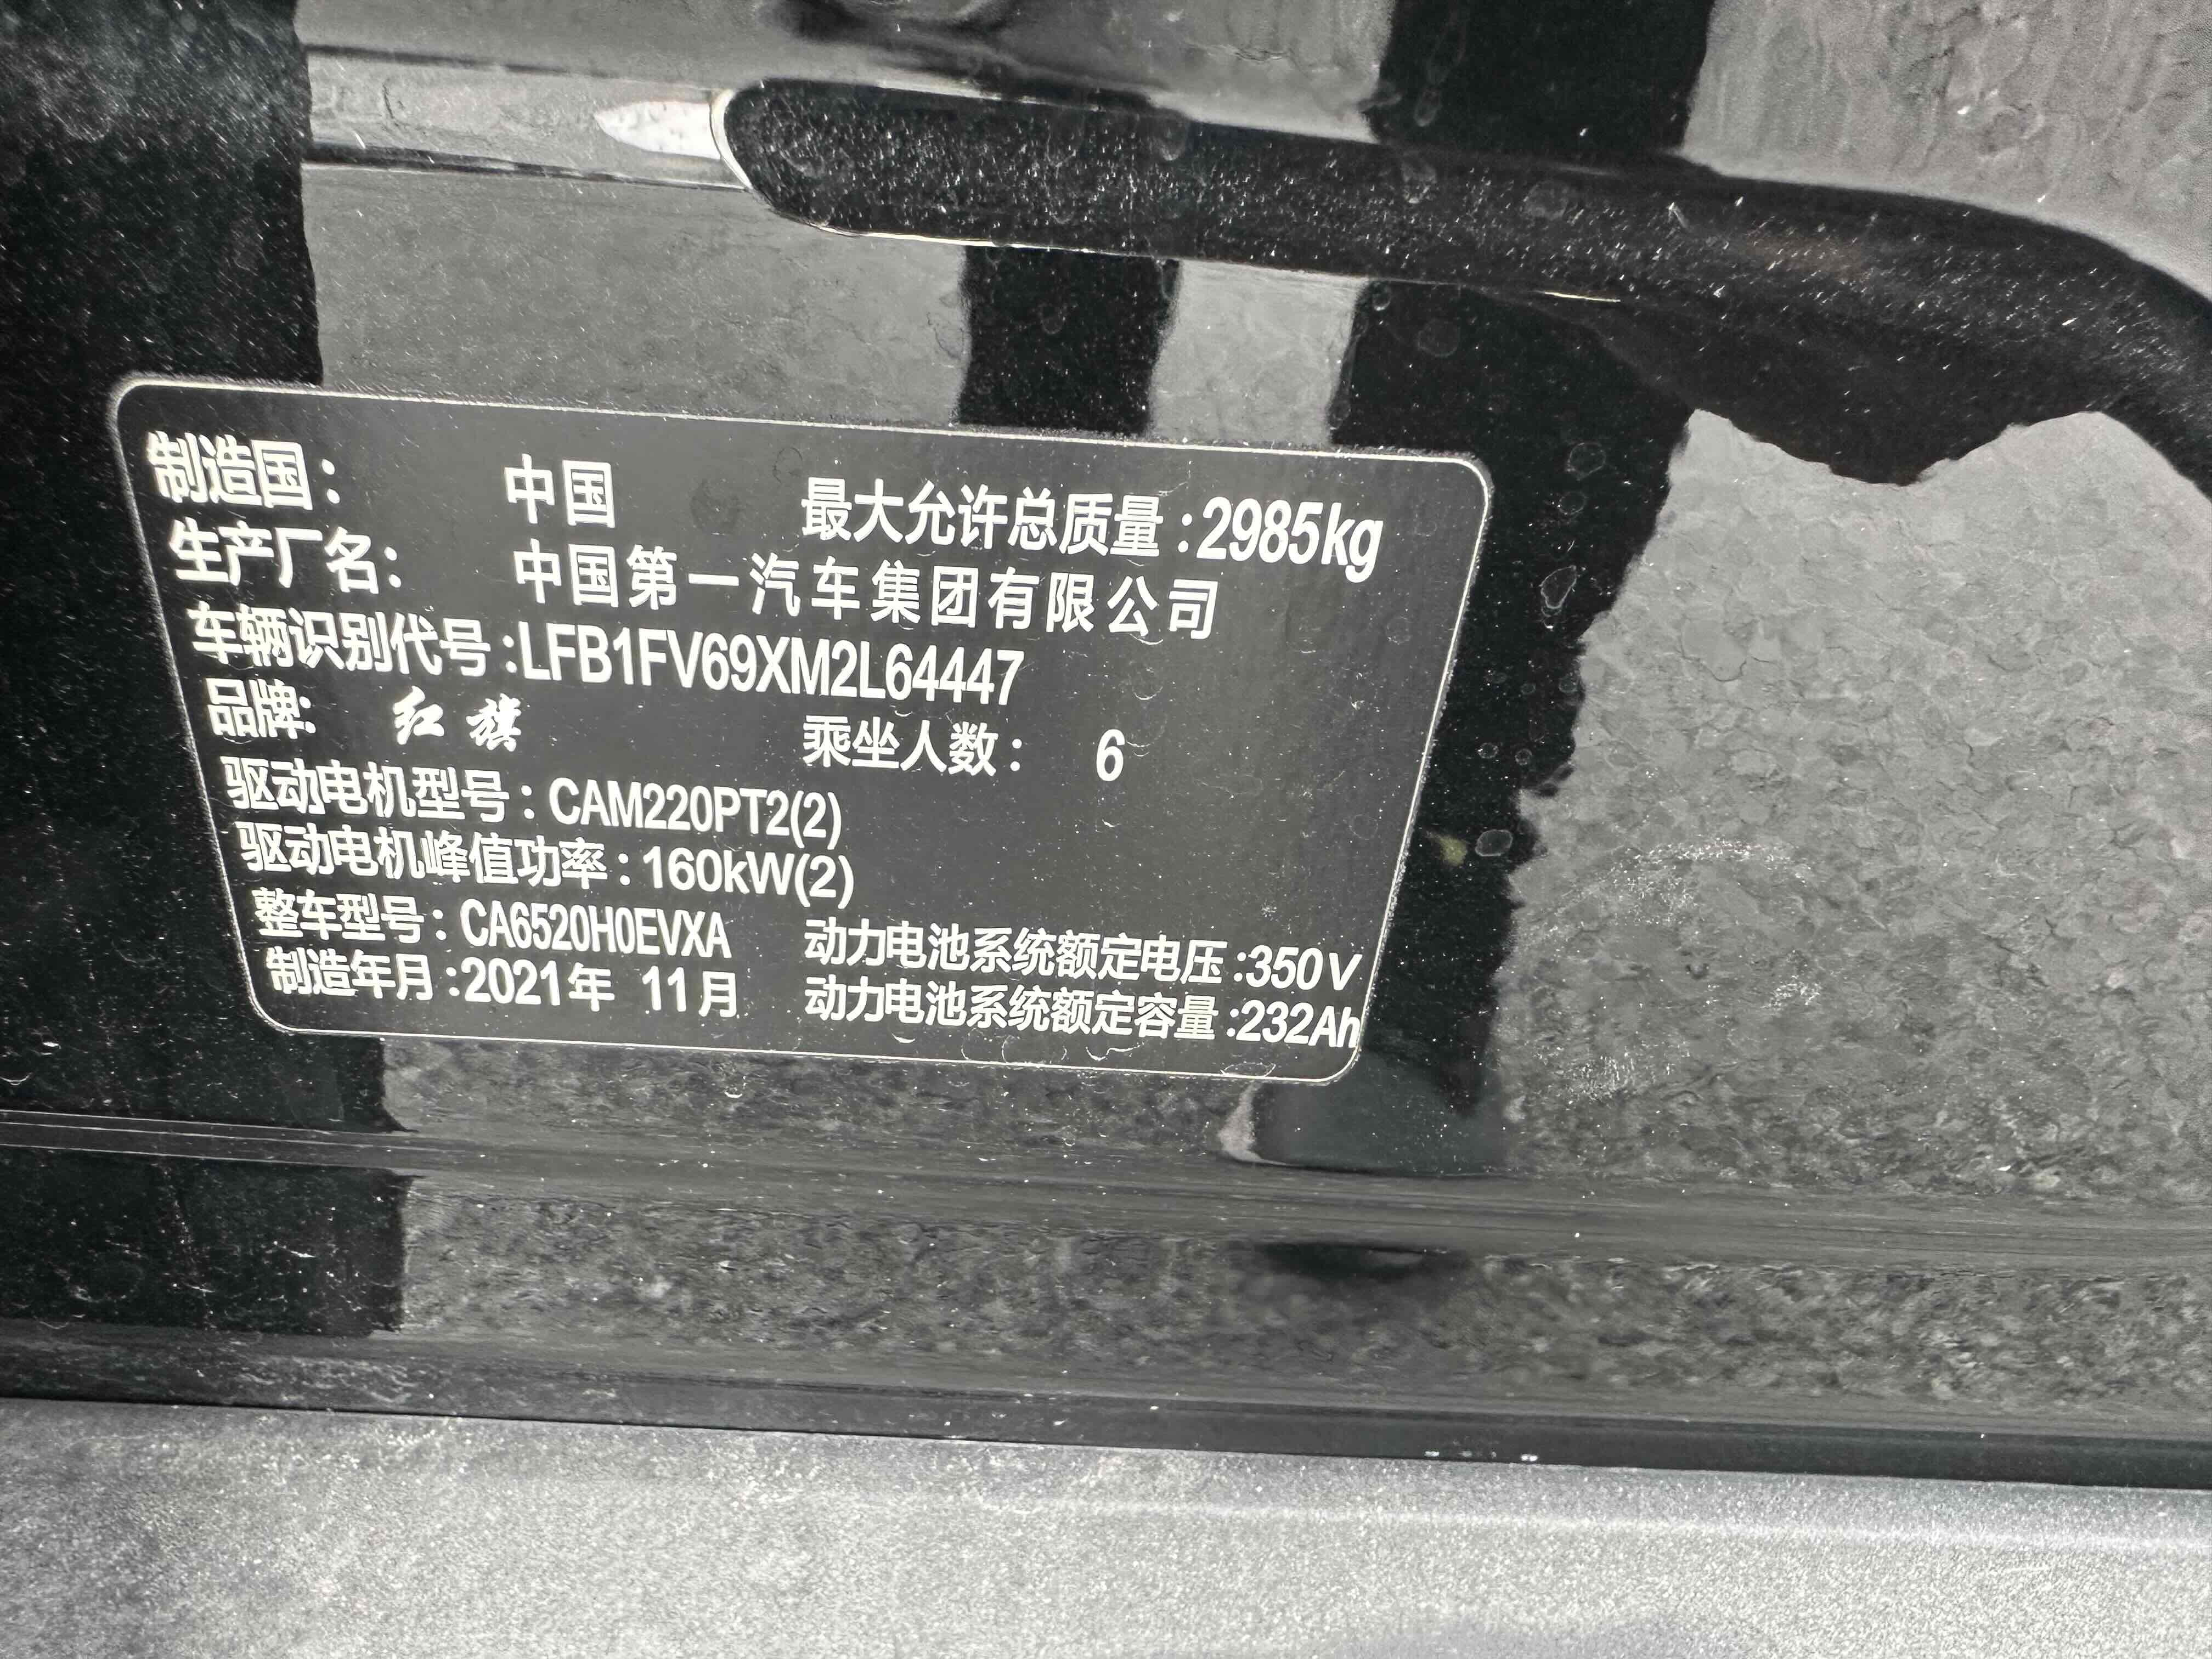 制造国： 中国 最大允许总质量：2985kg
生产厂名： 中国第一汽车集团有限公司
车辆识别代号：LFB1FV69XM2L64447
品牌： 红旗 乘坐人数： 6
驱动电机型号：CAM220PT2(2)
驱动电机峰值功率：160kW(2)
整车型号：CA6520H0EVXA 动力电池系统额定电压：350V
制造年月：2021年 11月 动力电池系统额定容量：232Ah